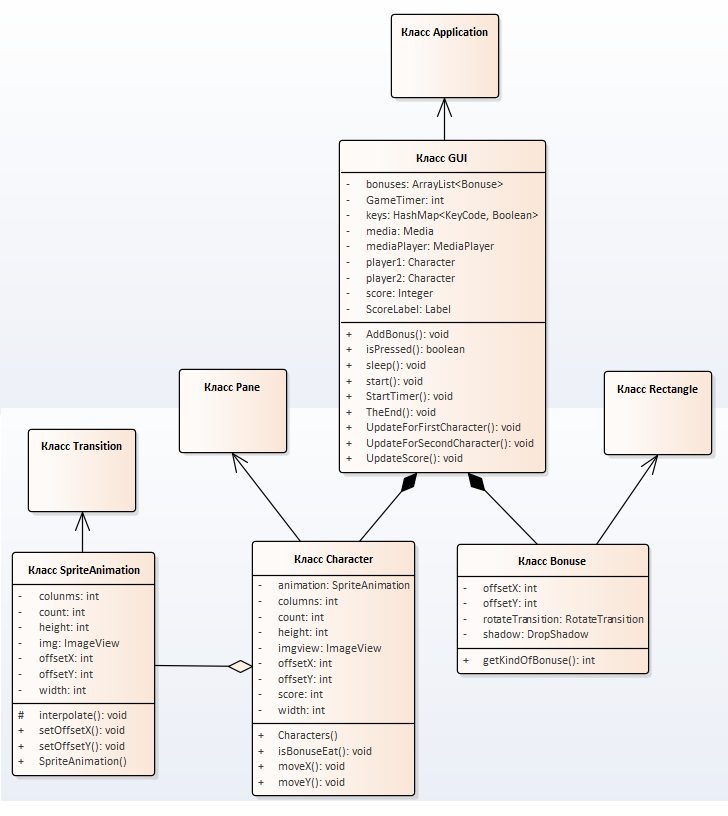 Класс Application
Класс GUI
- bonuses: ArrayList<Bonuse>
- GameTimer: int
- keys: HashMap<KeyCode, Boolean>
- media: Media
- mediaPlayer: MediaPlayer
- player1: Character
- player2: Character
- score: Integer
- ScoreLabel: Label
+ AddBonus(): void
+ isPressed(): boolean
+ sleep(): void
+ start(): void
+ StartTimer(): void
+ TheEnd(): void
+ UpdateForFirstCharacter(): void
+ UpdateForSecondCharacter(): void
+ UpdateScore(): void
Класс Pane
Класс Rectangle
Класс Transition
Класс SpriteAnimation
- colunms: int
- count: int
- height: int
- img: ImageView
- offsetX: int
- offsetY: int
- width: int
# interpolate(): void
+ setOffsetX(): void
+ setOffsetY(): void
+ SpriteAnimation()
Класс Character
- animation: SpriteAnimation
- columns: int
- count: int
- height: int
- imgview: ImageView
- offsetX: int
- offsetY: int
- score: int
- width: int
+ Characters()
+ isBonuseEat(): void
+ moveX(): void
+ moveY(): void
Класс Bonuse
- offsetX: int
- offsetY: int
- rotateTransition: RotateTransition
- shadow: DropShadow
+ getKindOfBonuse(): int